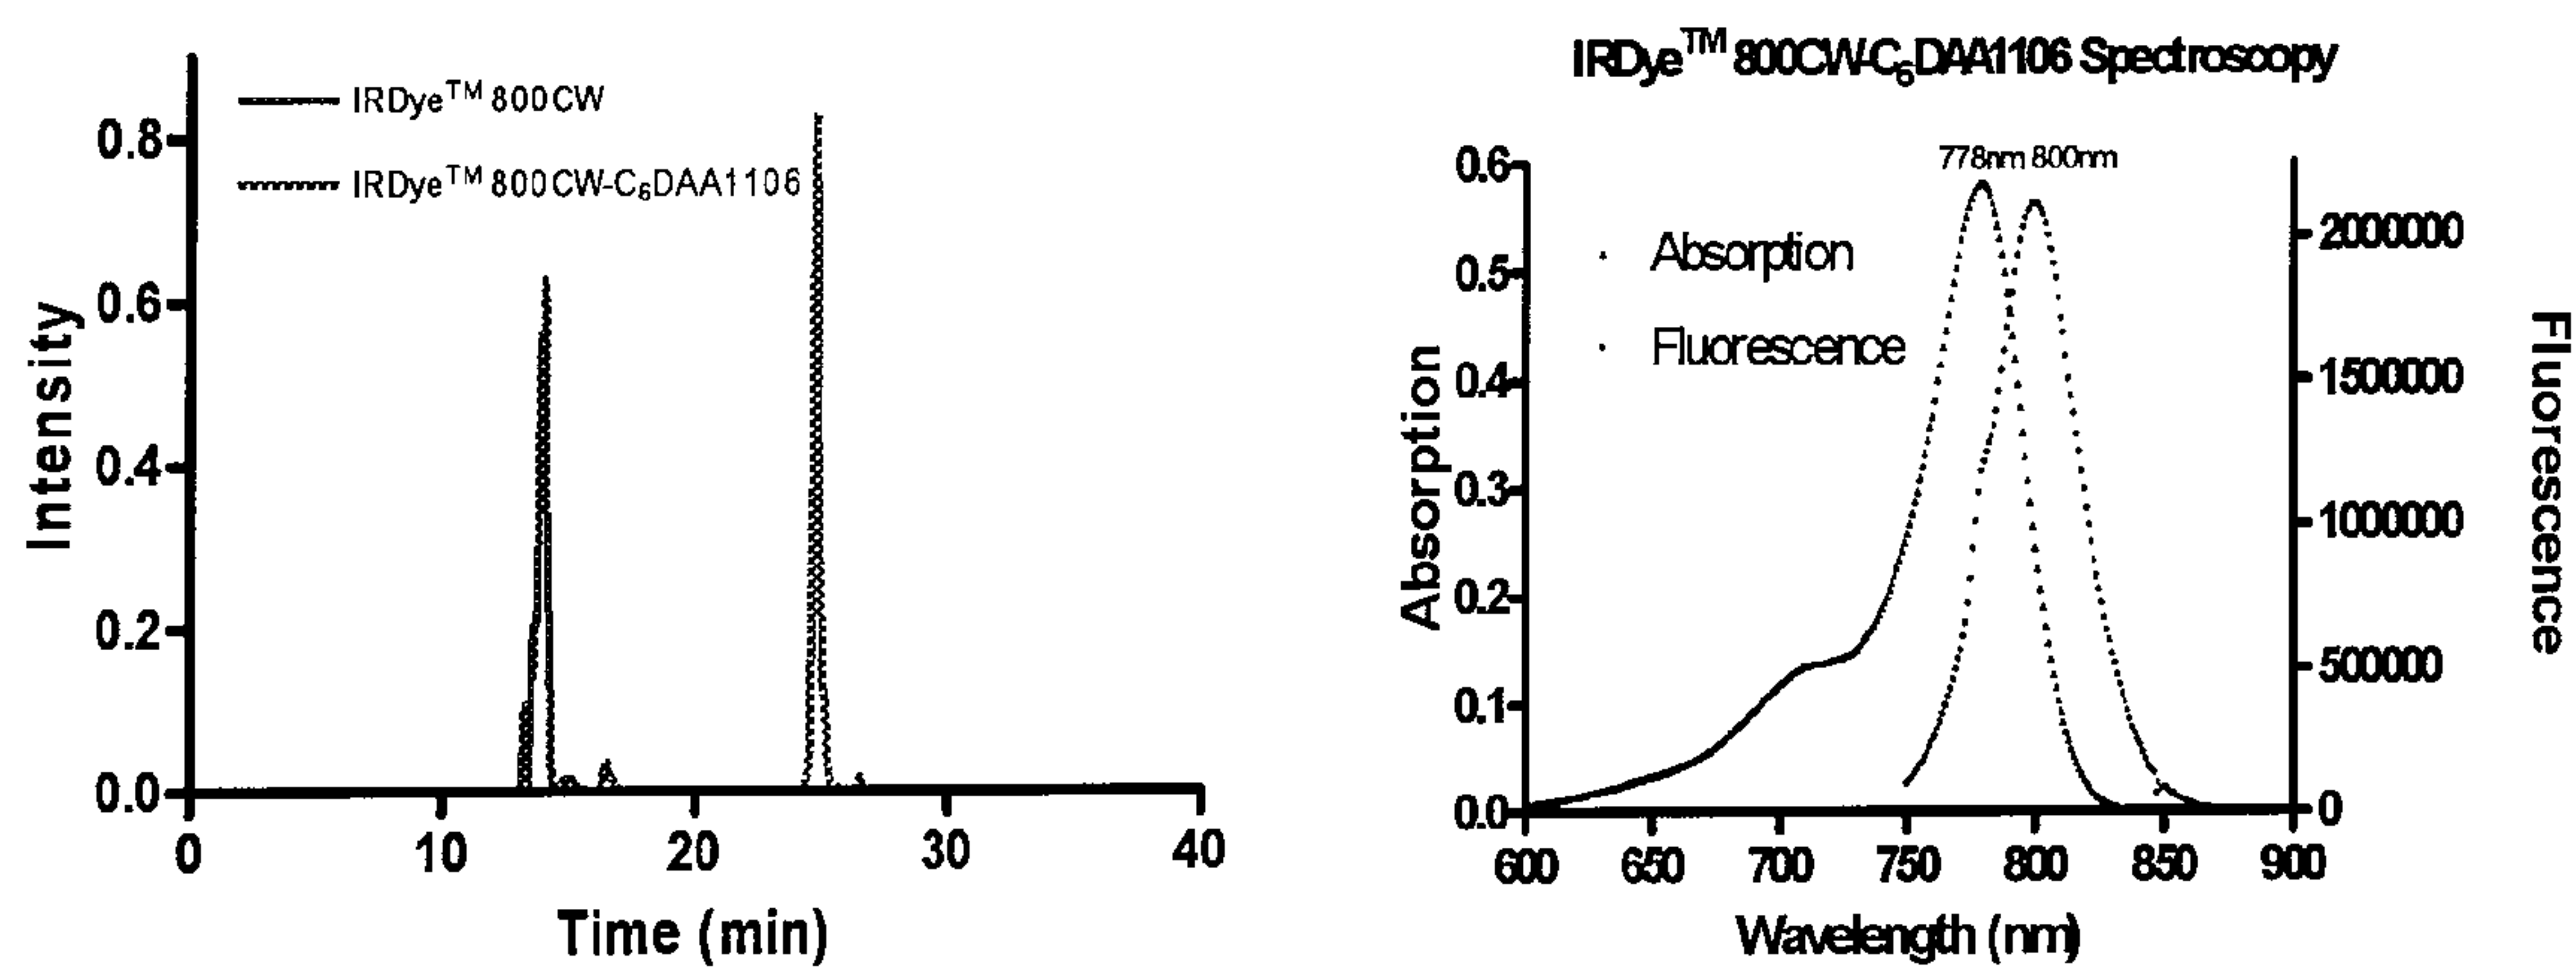 IRDye™ 800CW
IRDye™ 800CW-C₆DAA1106
Intensity
0.8
0.6
0.4
0.2
0.0
0 10 20 30 40
Time (min)
IRDye™ 800CW-C₆DAA1106 Spectroscopy
778nm 800nm
Absorption
Fluorescence
Absorption
0.6
0.5
0.4
0.3
0.2
0.1
0.0
2000000
1500000
1000000
500000
0
Fluorescence
600 650 700 750 800 850 900
Wavelength (nm)